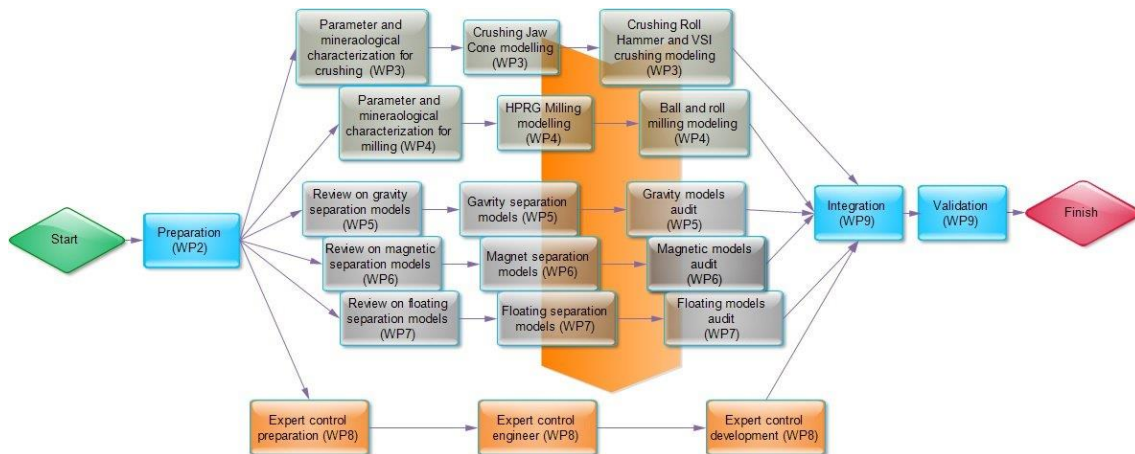 Parameter and
mineraological
characterization for
crushing (WP3)
Crushing Jaw
Cone modelling
(WP3)
Crushing Roll
Hammer and VSI
crushing modeling
(WP3)
Parameter and
mineraological
characterization for
milling (WP4)
HPRG Milling
modelling
(WP4)
Ball and roll
milling modeling
(WP4)
Start
Preparation
(WP2)
Review on gravity
separation models
(WP5)
Gavrity separation
models (WP5)
Gravity models
audit
(WP5)
Review on magnetic
separation models
(WP6)
Magnet separation
models (WP6)
Magnetic models
audit
(WP6)
Review on floating
separation models
(WP7)
Floating separation
models (WP7)
Floating models
audit
(WP7)
Integration
(WP9)
Validation
(WP9)
Finish
Expert control
preparation (WP8)
Expert control
engineer (WP8)
Expert control
development (WP8)